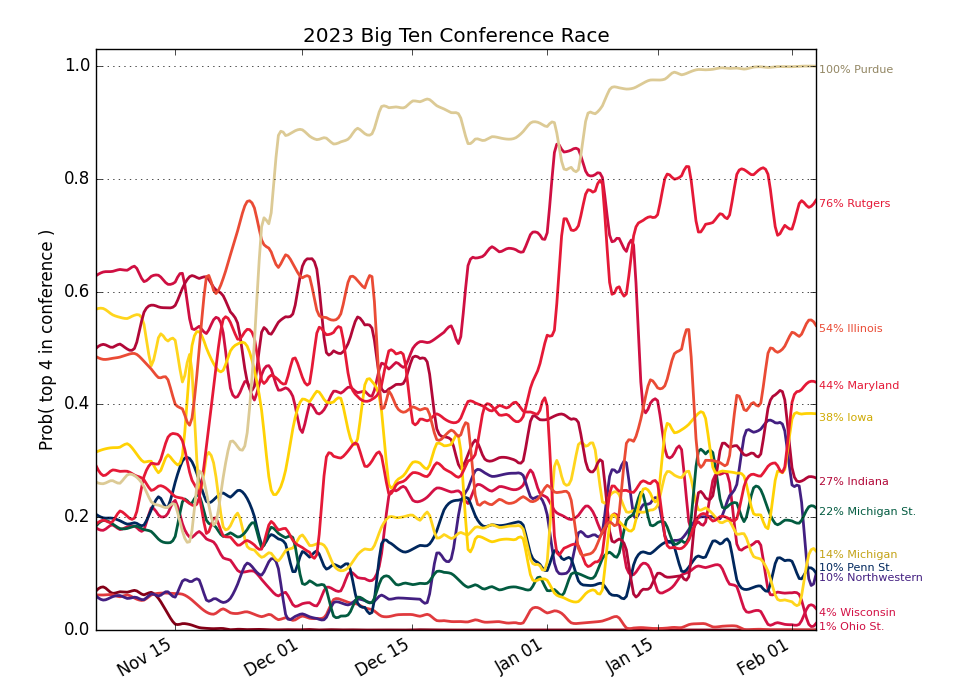 2023 Big Ten Conference Race
Prob( top 4 in conference )
1.0
0.8
0.6
0.4
0.2
0.0
Nov 15
Dec 01
Dec 15
Jan 01
Jan 15
Feb 01
100% Purdue
76% Rutgers
54% Illinois
44% Maryland
38% Iowa
27% Indiana
22% Michigan St.
14% Michigan
10% Penn St.
10% Northwestern
4% Wisconsin
1% Ohio St.